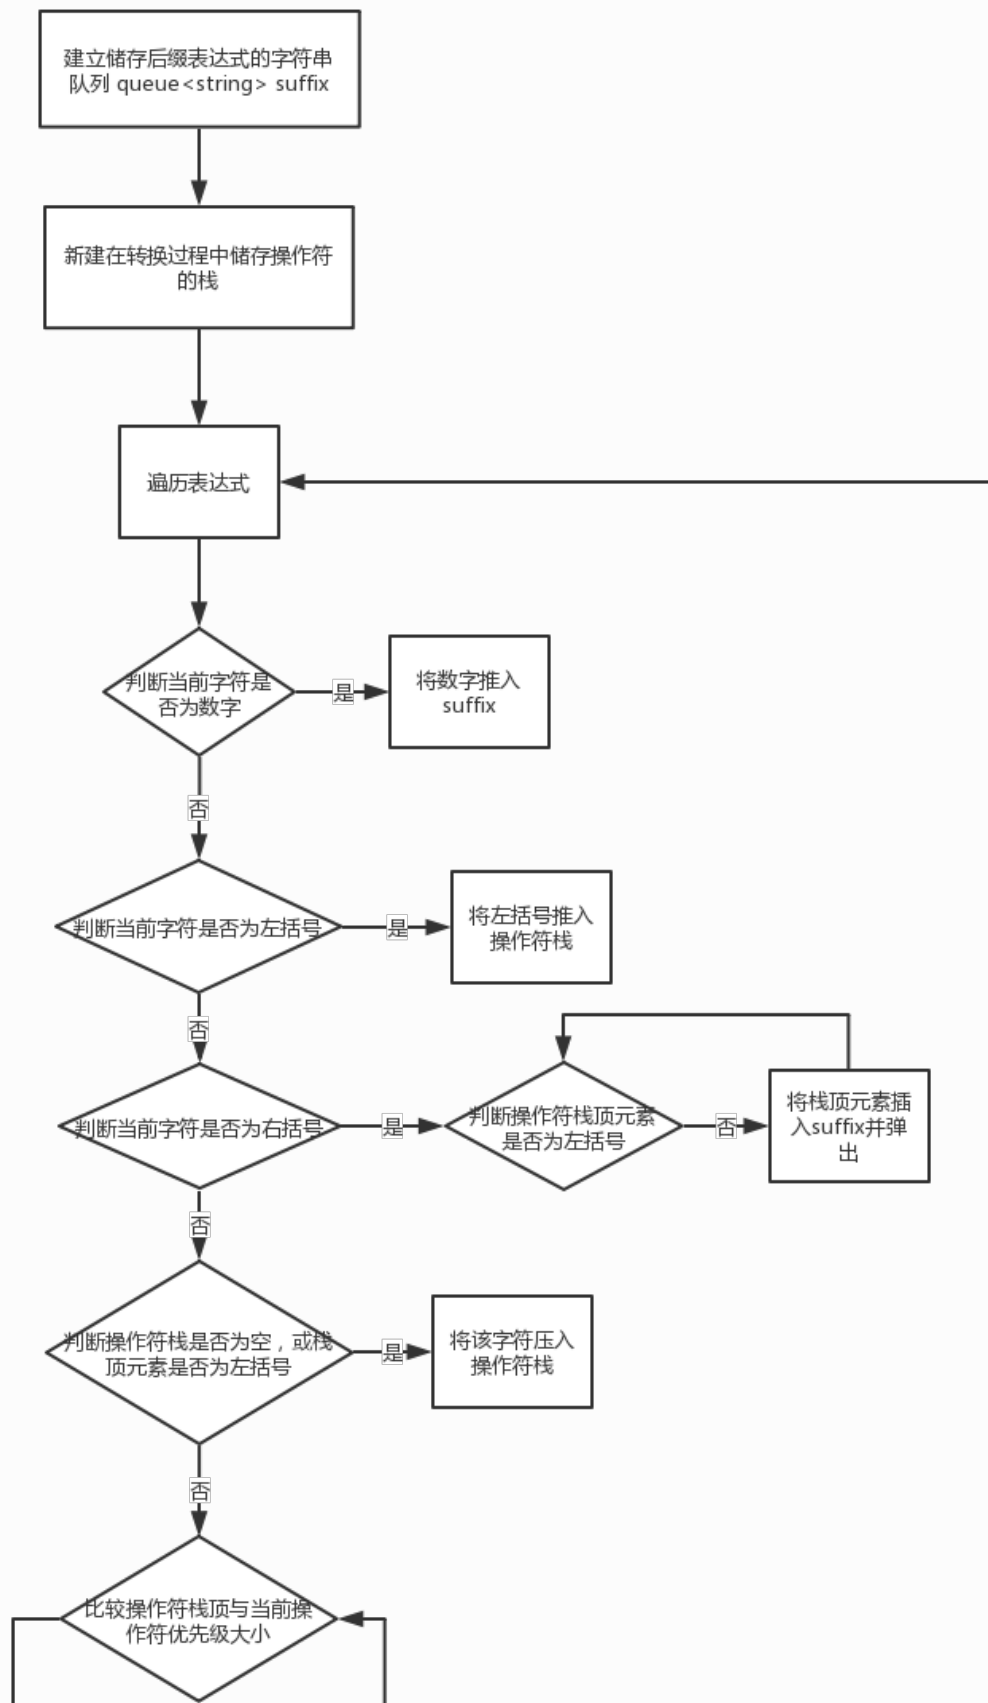 建立储存后缀表达式的字符串
队列 queue<string> suffix
新建在转换过程中储存操作符
的栈
遍历表达式
判断当前字符是
否为数字
是
将数字推入
suffix
否
判断当前字符是否为左括号
是
将左括号推入
操作符栈
否
判断当前字符是否为右括号
是
判断操作符栈顶元素
是否为左括号
否
将栈顶元素插
入suffix并弹
出
否
判断操作符栈是否为空，或栈
顶元素是否为左括号
是
将该字符压入
操作符栈
否
比较操作符栈顶与当前操
作符优先级大小